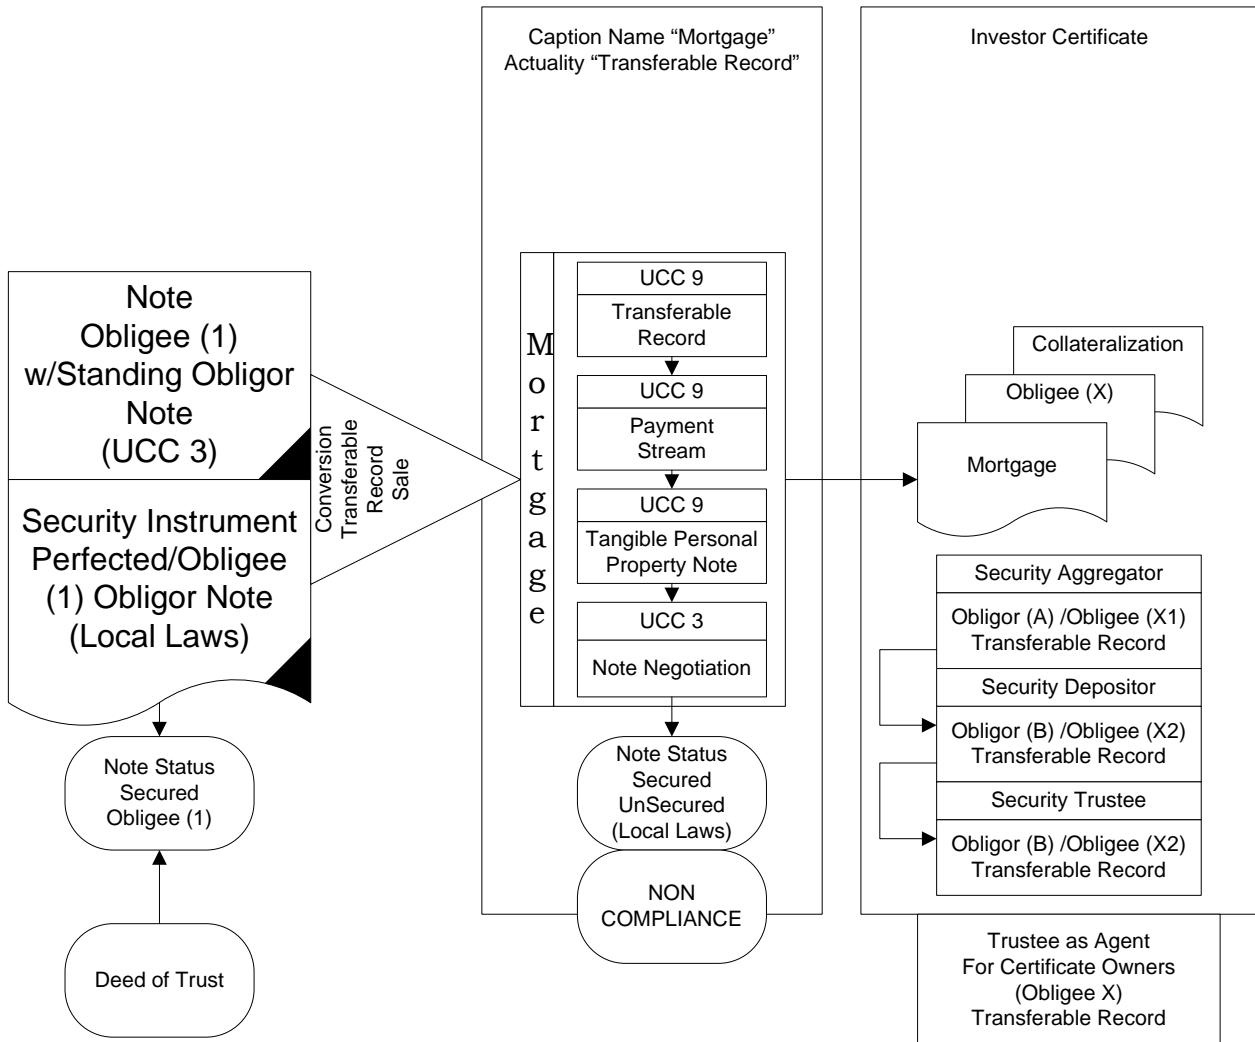 Caption Name “Mortgage”
Actuality “Transferable Record”
Investor Certificate
Note
Obligee (1)
w/Standing Obligor
Note
(UCC 3)
Security Instrument
Perfected/Obligee
(1) Obligor Note
(Local Laws)
Conversion
Transferable
Record
Sale
Note Status
Secured
Obligee (1)
Deed of Trust
Mortgage
UCC 9
Transferable
Record
UCC 9
Payment
Stream
UCC 9
Tangible Personal
Property Note
UCC 3
Note Negotiation
Note Status
Secured
UnSecured
(Local Laws)
NON
COMPLIANCE
Collateralization
Obligee (X)
Mortgage
Security Aggregator
Obligor (A) /Obligee (X1)
Transferable Record
Security Depositor
Obligor (B) /Obligee (X2)
Transferable Record
Security Trustee
Obligor (B) /Obligee (X2)
Transferable Record
Trustee as Agent
For Certificate Owners
(Obligee X)
Transferable Record